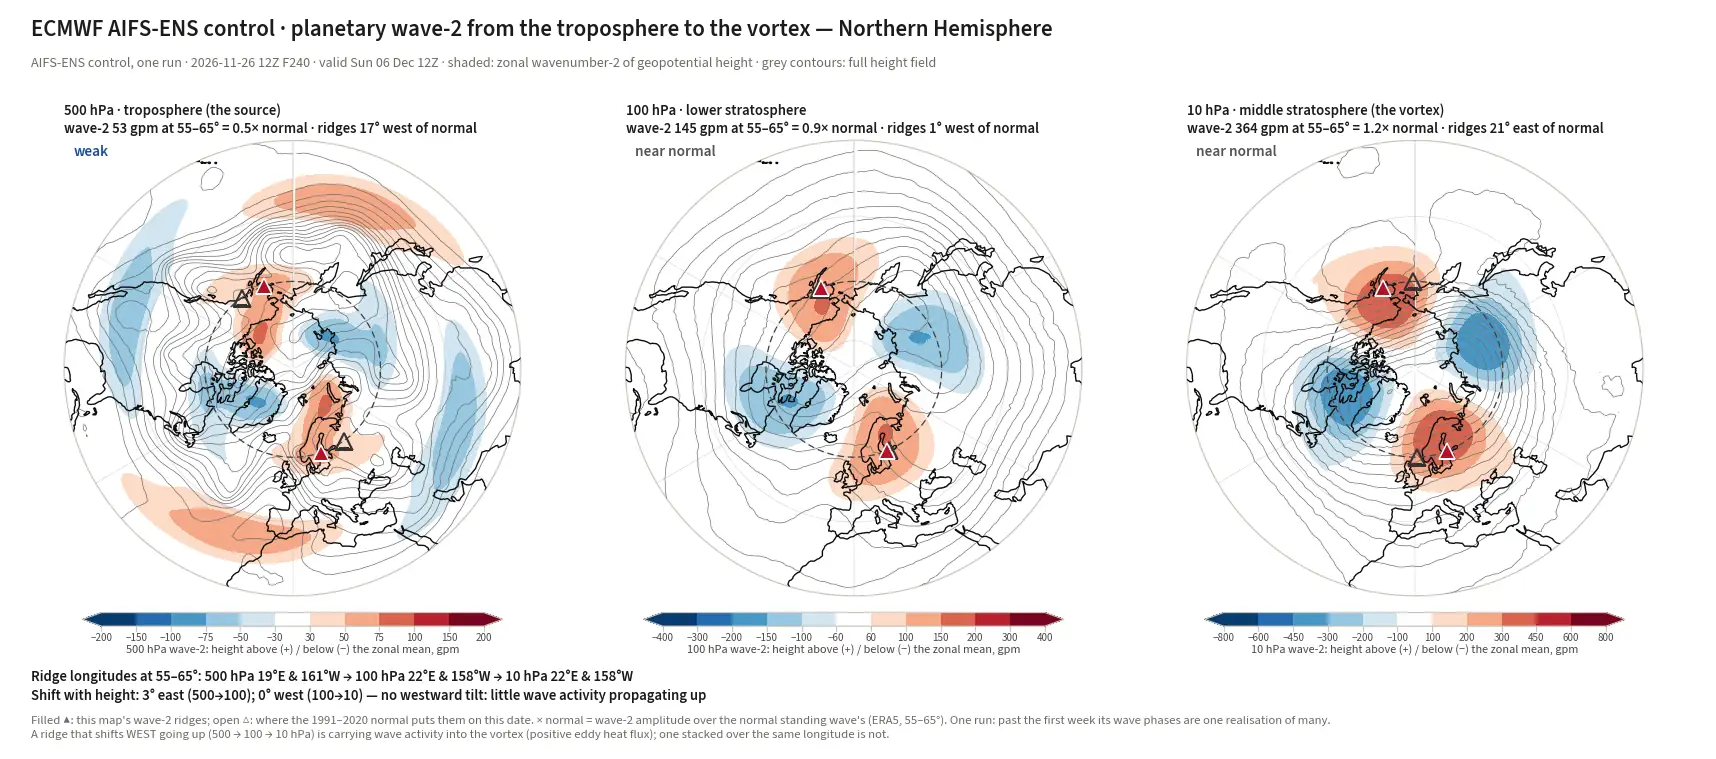 ECMWF AIFS-ENS control · planetary wave-2 from the troposphere to the vortex — Northern Hemisphere
AIFS-ENS control, one run · 2026-11-26 12Z F240 · valid Sun 06 Dec 12Z · shaded: zonal wavenumber-2 of geopotential height · grey contours: full height field
500 hPa · troposphere (the source)
wave-2 53 gpm at 55–65° = 0.5× normal · ridges 17° west of normal
weak
100 hPa · lower stratosphere
wave-2 145 gpm at 55–65° = 0.9× normal · ridges 1° west of normal
near normal
10 hPa · middle stratosphere (the vortex)
wave-2 364 gpm at 55–65° = 1.2× normal · ridges 21° east of normal
near normal
−200 −150 −100 −75 −50 −30 30 50 75 100 150 200
500 hPa wave-2: height above (+) / below (−) the zonal mean, gpm
−400 −300 −200 −150 −100 −60 60 100 150 200 300 400
100 hPa wave-2: height above (+) / below (−) the zonal mean, gpm
−800 −600 −450 −300 −200 −100 100 200 300 450 600 800
10 hPa wave-2: height above (+) / below (−) the zonal mean, gpm
Ridge longitudes at 55–65°: 500 hPa 19°E & 161°W → 100 hPa 22°E & 158°W → 10 hPa 22°E & 158°W
Shift with height: 3° east (500→100); 0° west (100→10) — no westward tilt: little wave activity propagating up
Filled ▲: this map's wave-2 ridges; open △: where the 1991–2020 normal puts them on this date. × normal = wave-2 amplitude over the normal standing wave's (ERA5, 55–65°). One run: past the first week its wave phases are one realisation of many.
A ridge that shifts WEST going up (500 → 100 → 10 hPa) is carrying wave activity into the vortex (positive eddy heat flux); one stacked over the same longitude is not.